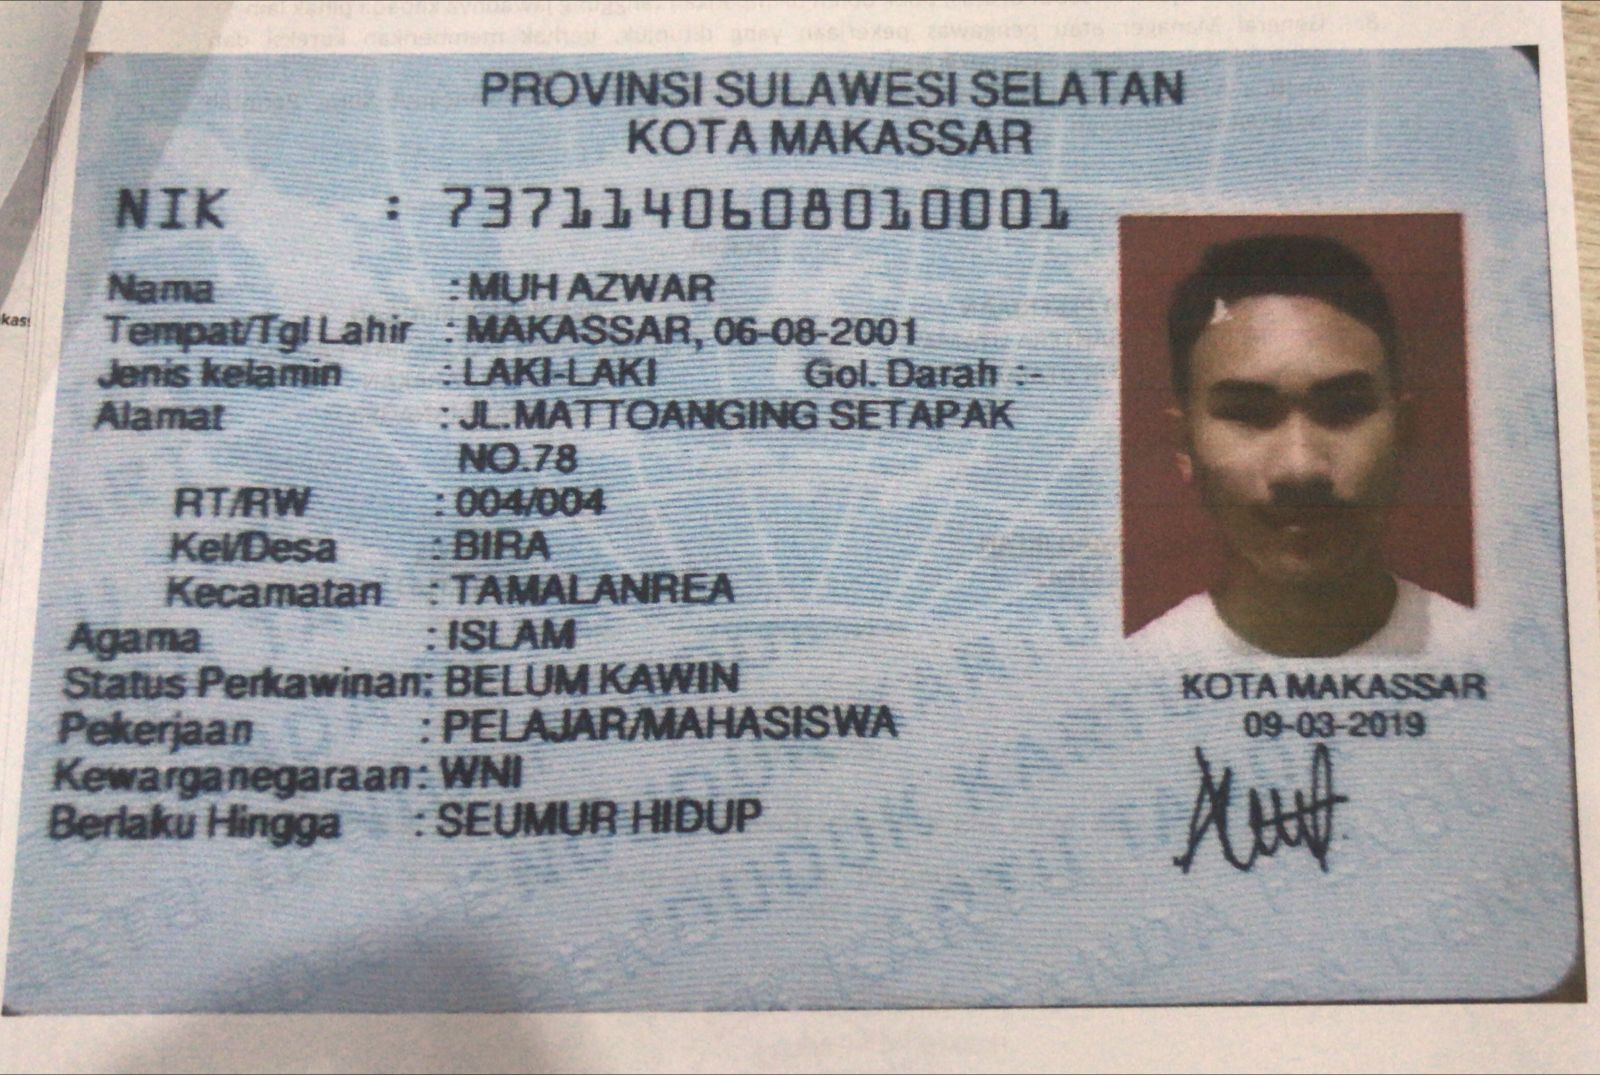 PROVINSI SULAWESI SELATAN
KOTA MAKASSAR
NIK : 7371140608010001
Nama : MUH AZWAR
Tempat/Tgl Lahir : MAKASSAR, 06-08-2001
Jenis kelamin : LAKI-LAKI Gol. Darah :-
Alamat : JL.MATTOANGING SETAPAK
NO.78
RT/RW : 004/004
Kel/Desa : BIRA
Kecamatan : TAMALANREA
Agama : ISLAM
Status Perkawinan: BELUM KAWIN
Pekerjaan : PELAJAR/MAHASISWA
Kewarganegaraan: WNI
Berlaku Hingga : SEUMUR HIDUP
KOTA MAKASSAR
09-03-2019